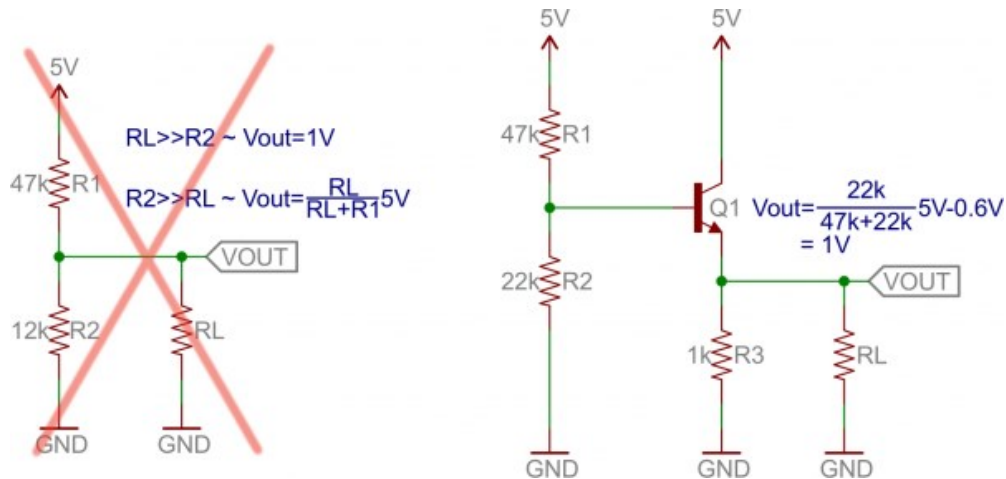 5V
47k R1
RL>>R2 ~ Vout=1V
R2>>RL ~ Vout=RL/RL+R1 5V
VOUT
12k R2
RL
GND
GND
5V
5V
47k R1
Q1
Vout=22k/47k+22k 5V-0.6V
= 1V
22k R2
VOUT
1k R3
RL
GND
GND
GND